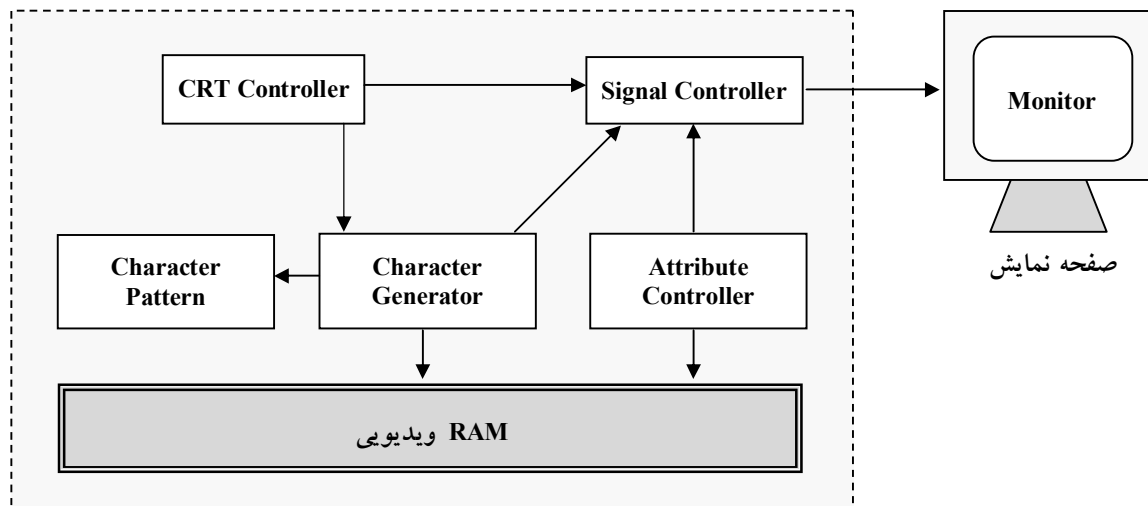 CRT Controller
Signal Controller
Monitor
صفحه نمایش
Character
Pattern
Character
Generator
Attribute
Controller
RAM ویدیویی